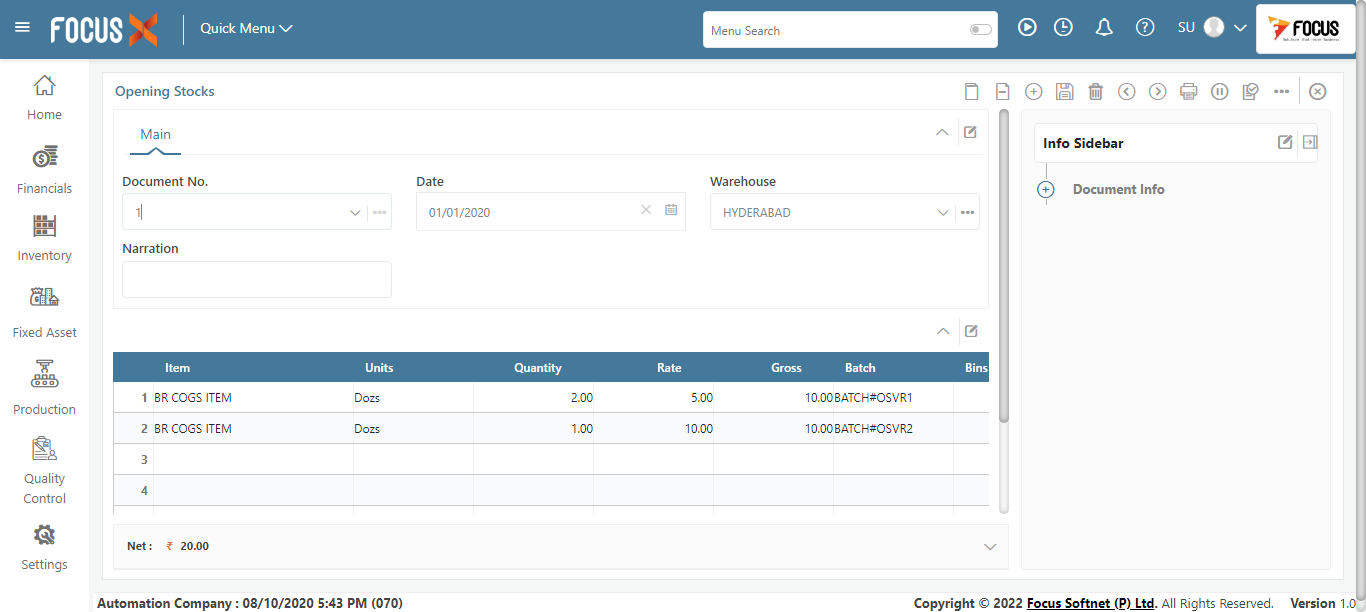 FOCUS X
Quick Menu
Menu Search
SU
FOCUS
Home
Financials
Inventory
Fixed Asset
Production
Quality
Control
Settings
Opening Stocks
Main
Document No.
Date
Warehouse
1
01/01/2020
HYDERABAD
Narration
Item Units Quantity Rate Gross Batch Bins
1 BR COGS ITEM Dozs 2.00 5.00 10.00 BATCH#OSVR1
2 BR COGS ITEM Dozs 1.00 10.00 10.00 BATCH#OSVR2
3
4
Net : ₹ 20.00
Info Sidebar
Document Info
Automation Company : 08/10/2020 5:43 PM (070)
Copyright © 2022 Focus Softnet (P) Ltd. All Rights Reserved. Version 1.0